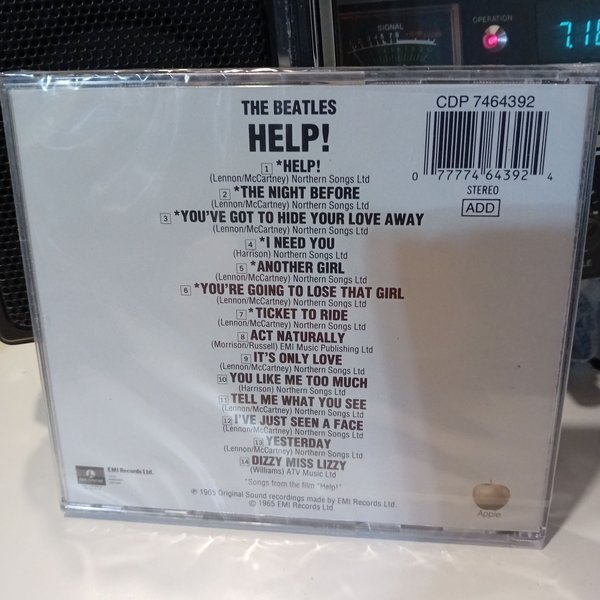 SIGNAL
OPERATION
THE BEATLES
HELP!
CDP 7464392
0 77774 64392 4
STEREO
ADD
1 *HELP!
(Lennon/McCartney) Northern Songs Ltd
2 *THE NIGHT BEFORE
(Lennon/McCartney) Northern Songs Ltd
3 *YOU'VE GOT TO HIDE YOUR LOVE AWAY
(Lennon/McCartney) Northern Songs Ltd
4 *I NEED YOU
(Harrison) Northern Songs Ltd
5 *ANOTHER GIRL
(Lennon/McCartney) Northern Songs Ltd
6 *YOU'RE GOING TO LOSE THAT GIRL
(Lennon/McCartney) Northern Songs Ltd
7 *TICKET TO RIDE
(Lennon/McCartney) Northern Songs Ltd
8 ACT NATURALLY
(Morrison/Russell) EMI Music Publishing Ltd
9 IT'S ONLY LOVE
(Lennon/McCartney) Northern Songs Ltd
10 YOU LIKE ME TOO MUCH
(Harrison) Northern Songs Ltd
11 TELL ME WHAT YOU SEE
(Lennon/McCartney) Northern Songs Ltd
12 I'VE JUST SEEN A FACE
(Lennon/McCartney) Northern Songs Ltd
13 YESTERDAY
(Lennon/McCartney) Northern Songs Ltd
14 DIZZY MISS LIZZY
(Williams) ATV Music Ltd
*Songs from the film "Help!"
EMI Records Ltd.
℗ 1965 Original Sound recordings made by EMI Records Ltd.
© 1965 EMI Records Ltd.
Apple